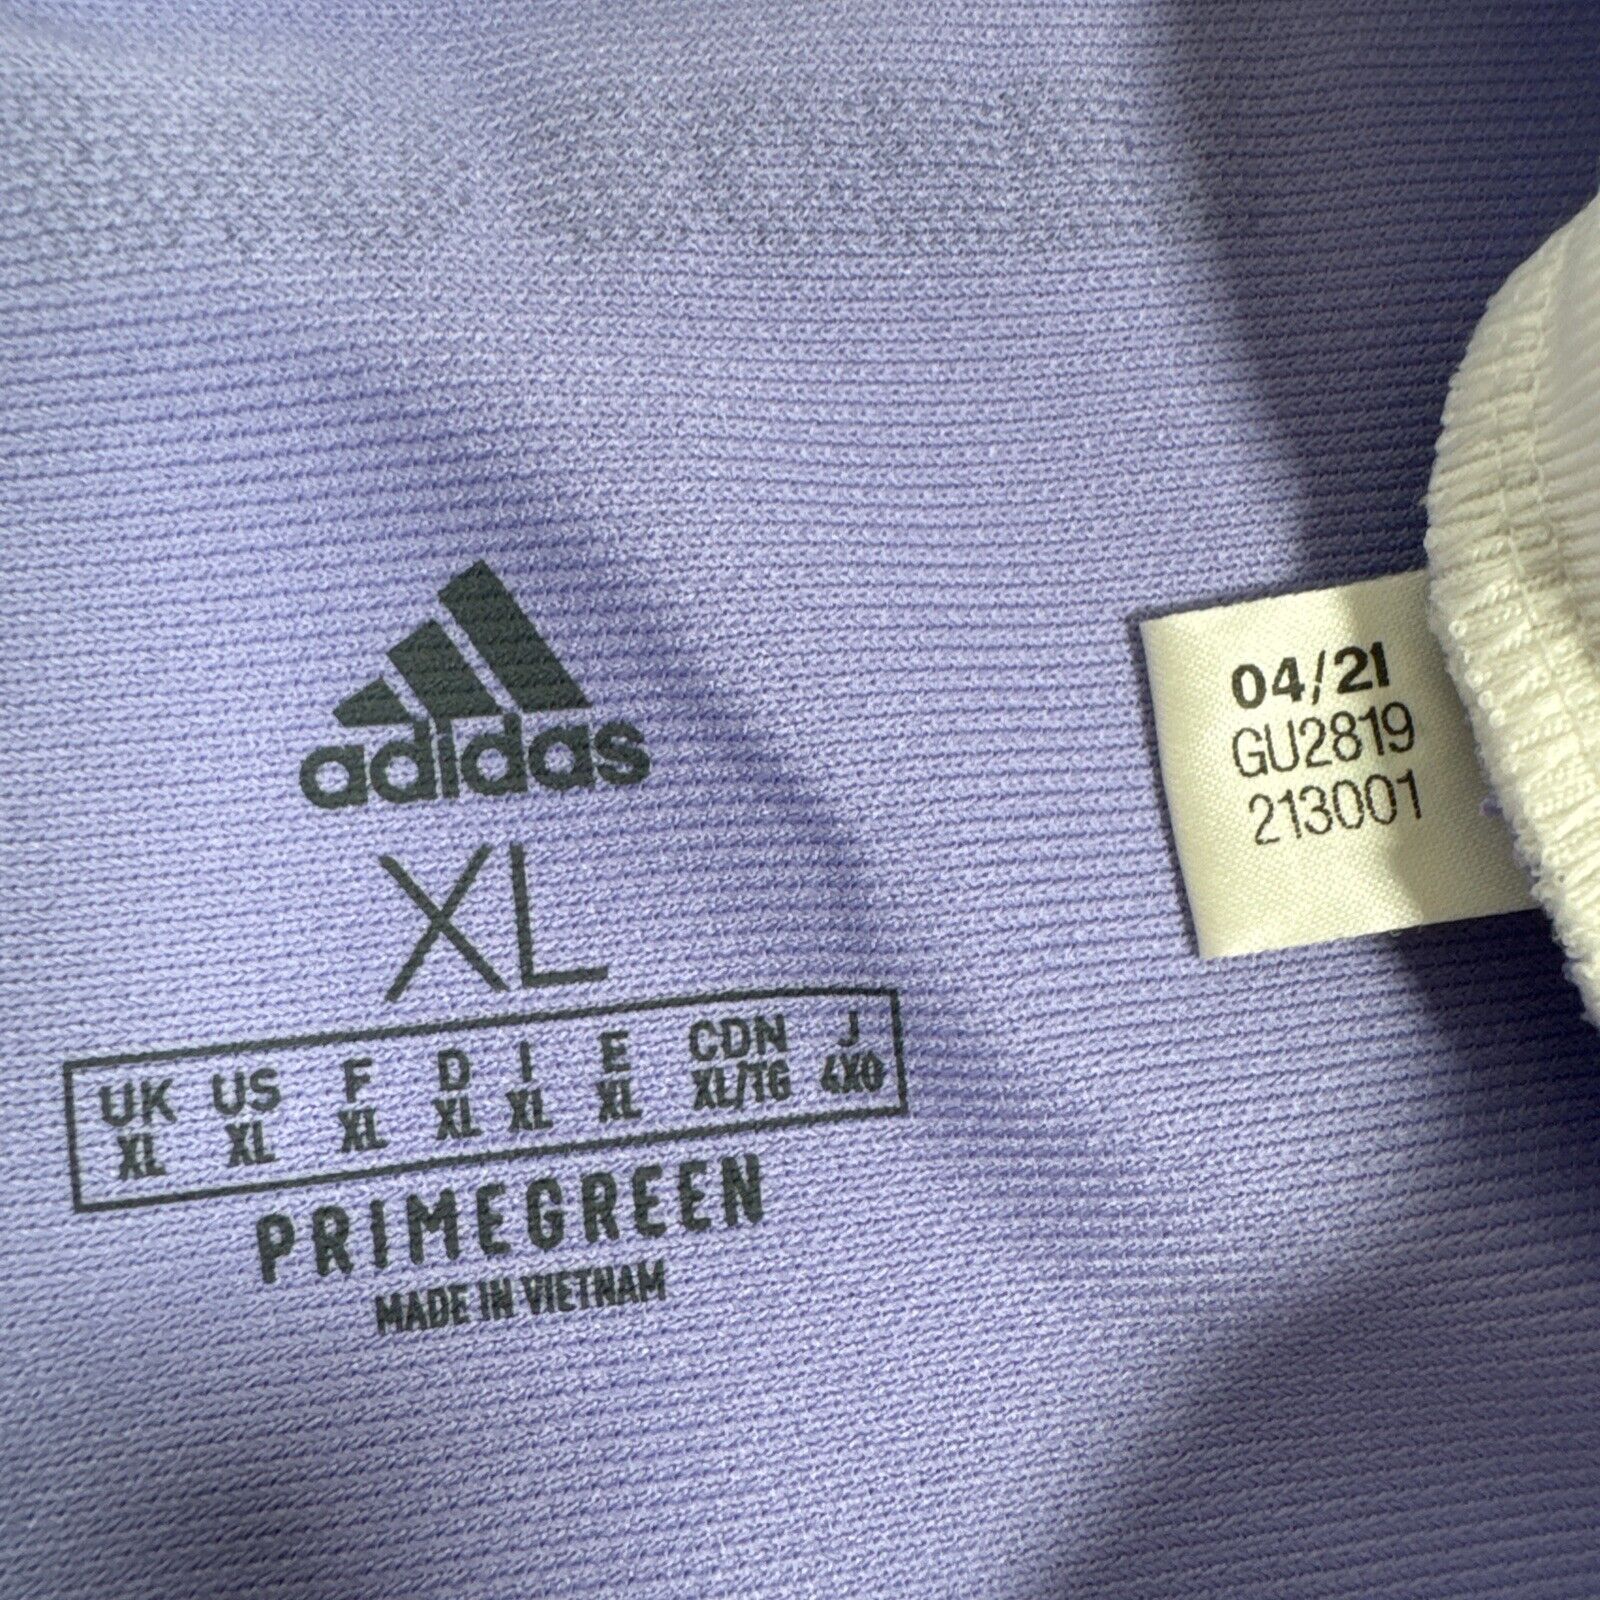 adidas
XL
UK US F D I E CDN J
XL XL XL XL XL XL XL/TG 4XO
PRIMEGREEN
MADE IN VIETNAM
04/21
GU2819
213001